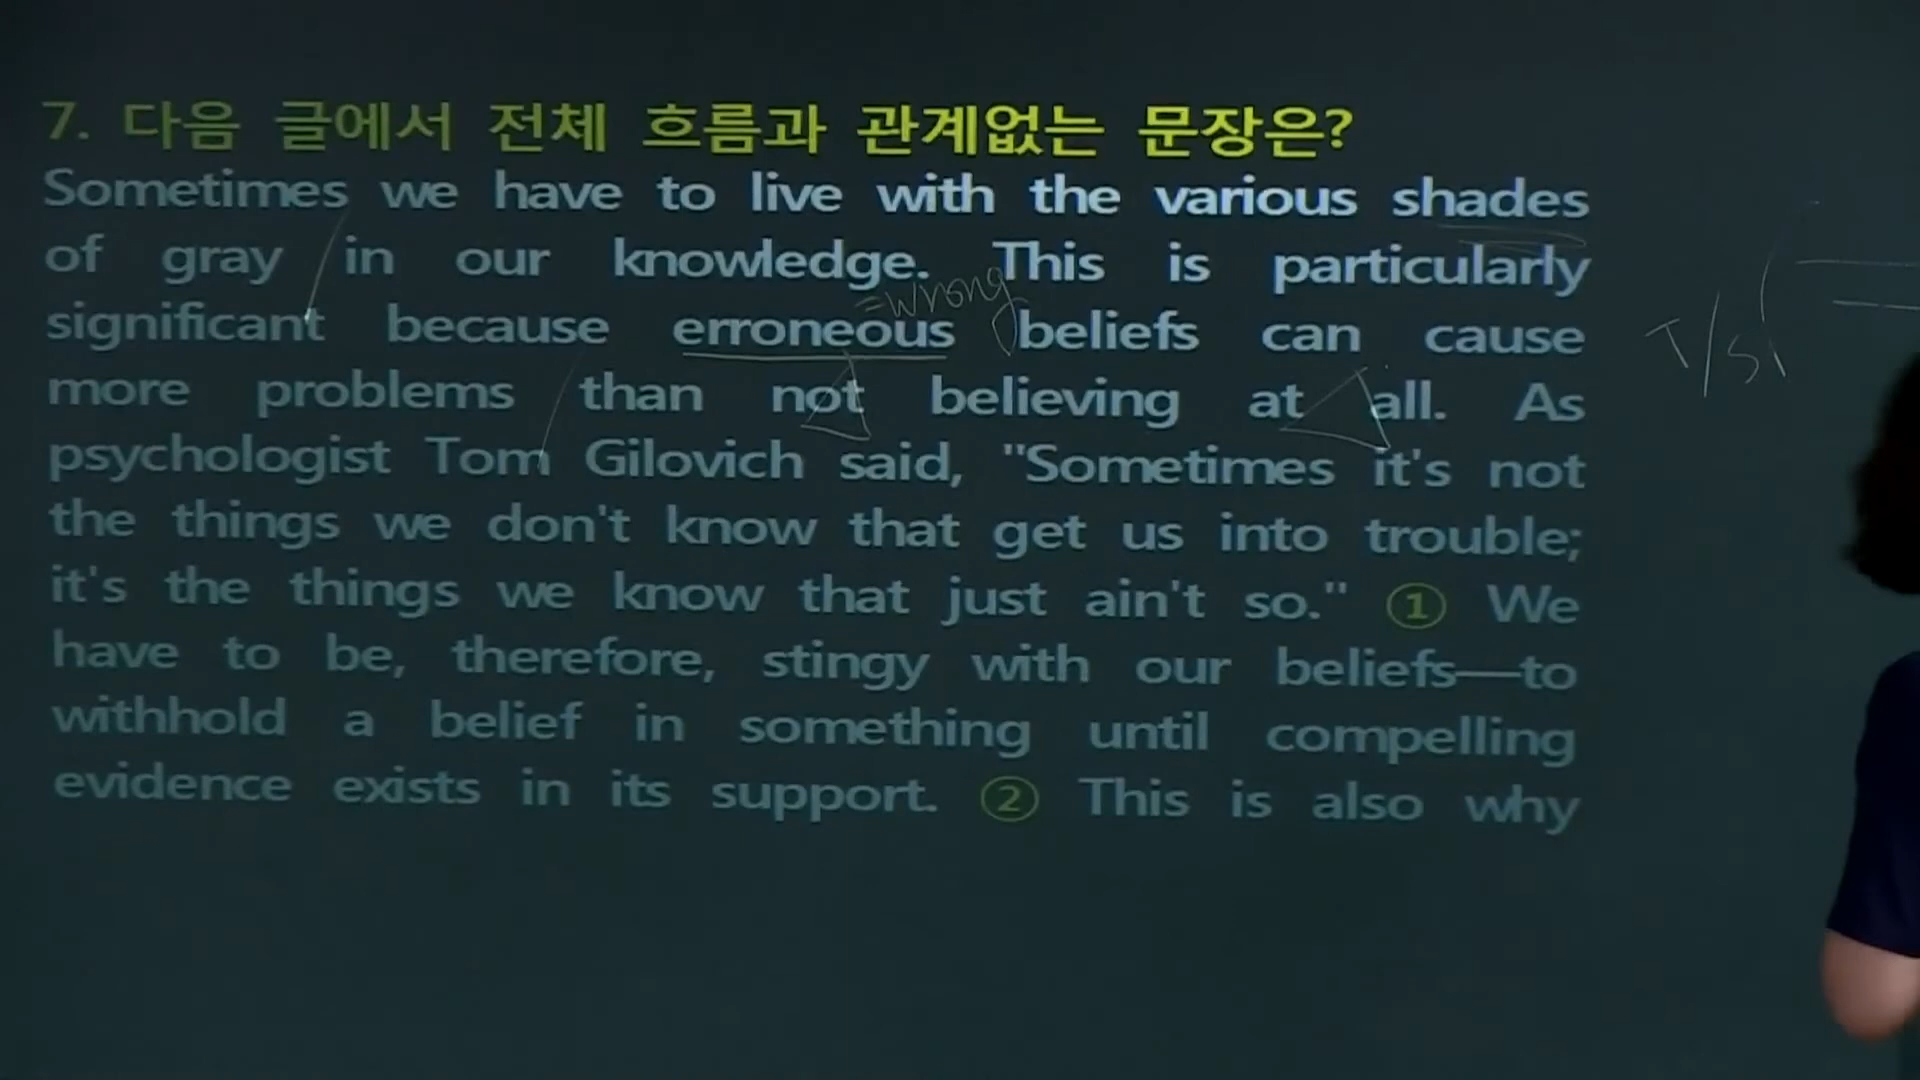 7. 다음 글에서 전체 흐름과 관계없는 문장은?
Sometimes we have to live with the various shades
of gray in our knowledge. This is particularly
=wrong
significant because erroneous beliefs can cause
T/S
more problems than not believing at all. As
psychologist Tom Gilovich said, "Sometimes it's not
the things we don't know that get us into trouble;
it's the things we know that just ain't so." ① We
have to be, therefore, stingy with our beliefs—to
withhold a belief in something until compelling
evidence exists in its support. ② This is also why